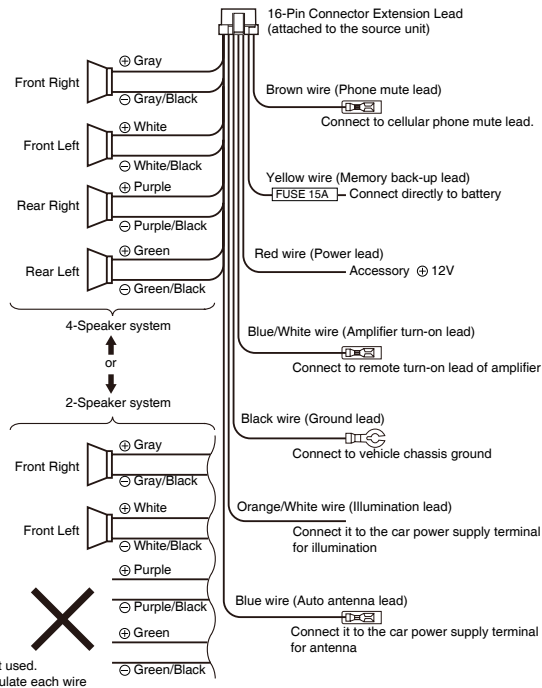 16-Pin Connector Extension Lead
(attached to the source unit)
⊕ Gray
Front Right
⊖ Gray/Black
⊕ White
Front Left
⊖ White/Black
⊕ Purple
Rear Right
⊖ Purple/Black
⊕ Green
Rear Left
⊖ Green/Black
4-Speaker system
or
2-Speaker system
⊕ Gray
Front Right
⊖ Gray/Black
⊕ White
Front Left
⊖ White/Black
⊕ Purple
⊖ Purple/Black
⊕ Green
⊖ Green/Black
used.
each wire
Brown wire (Phone mute lead)
Connect to cellular phone mute lead.
Yellow wire (Memory back-up lead)
FUSE 15A
Connect directly to battery
Red wire (Power lead)
Accessory ⊕ 12V
Blue/White wire (Amplifier turn-on lead)
Connect to remote turn-on lead of amplifier
Black wire (Ground lead)
Connect to vehicle chassis ground
Orange/White wire (Illumination lead)
Connect it to the car power supply terminal
for illumination
Blue wire (Auto antenna lead)
Connect it to the car power supply terminal
for antenna